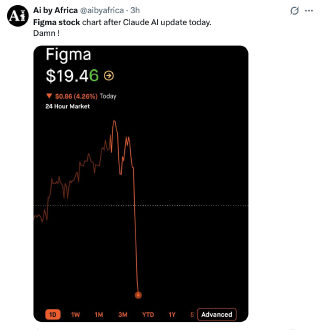 Ai by Africa @aibyafrica · 3h
Figma stock chart after Claude AI update today.
Damn !
Figma
$19.46
▼ $0.86 (4.26%) Today
24 Hour Market
1D 1W 1M 3M YTD 1Y 5 Advanced